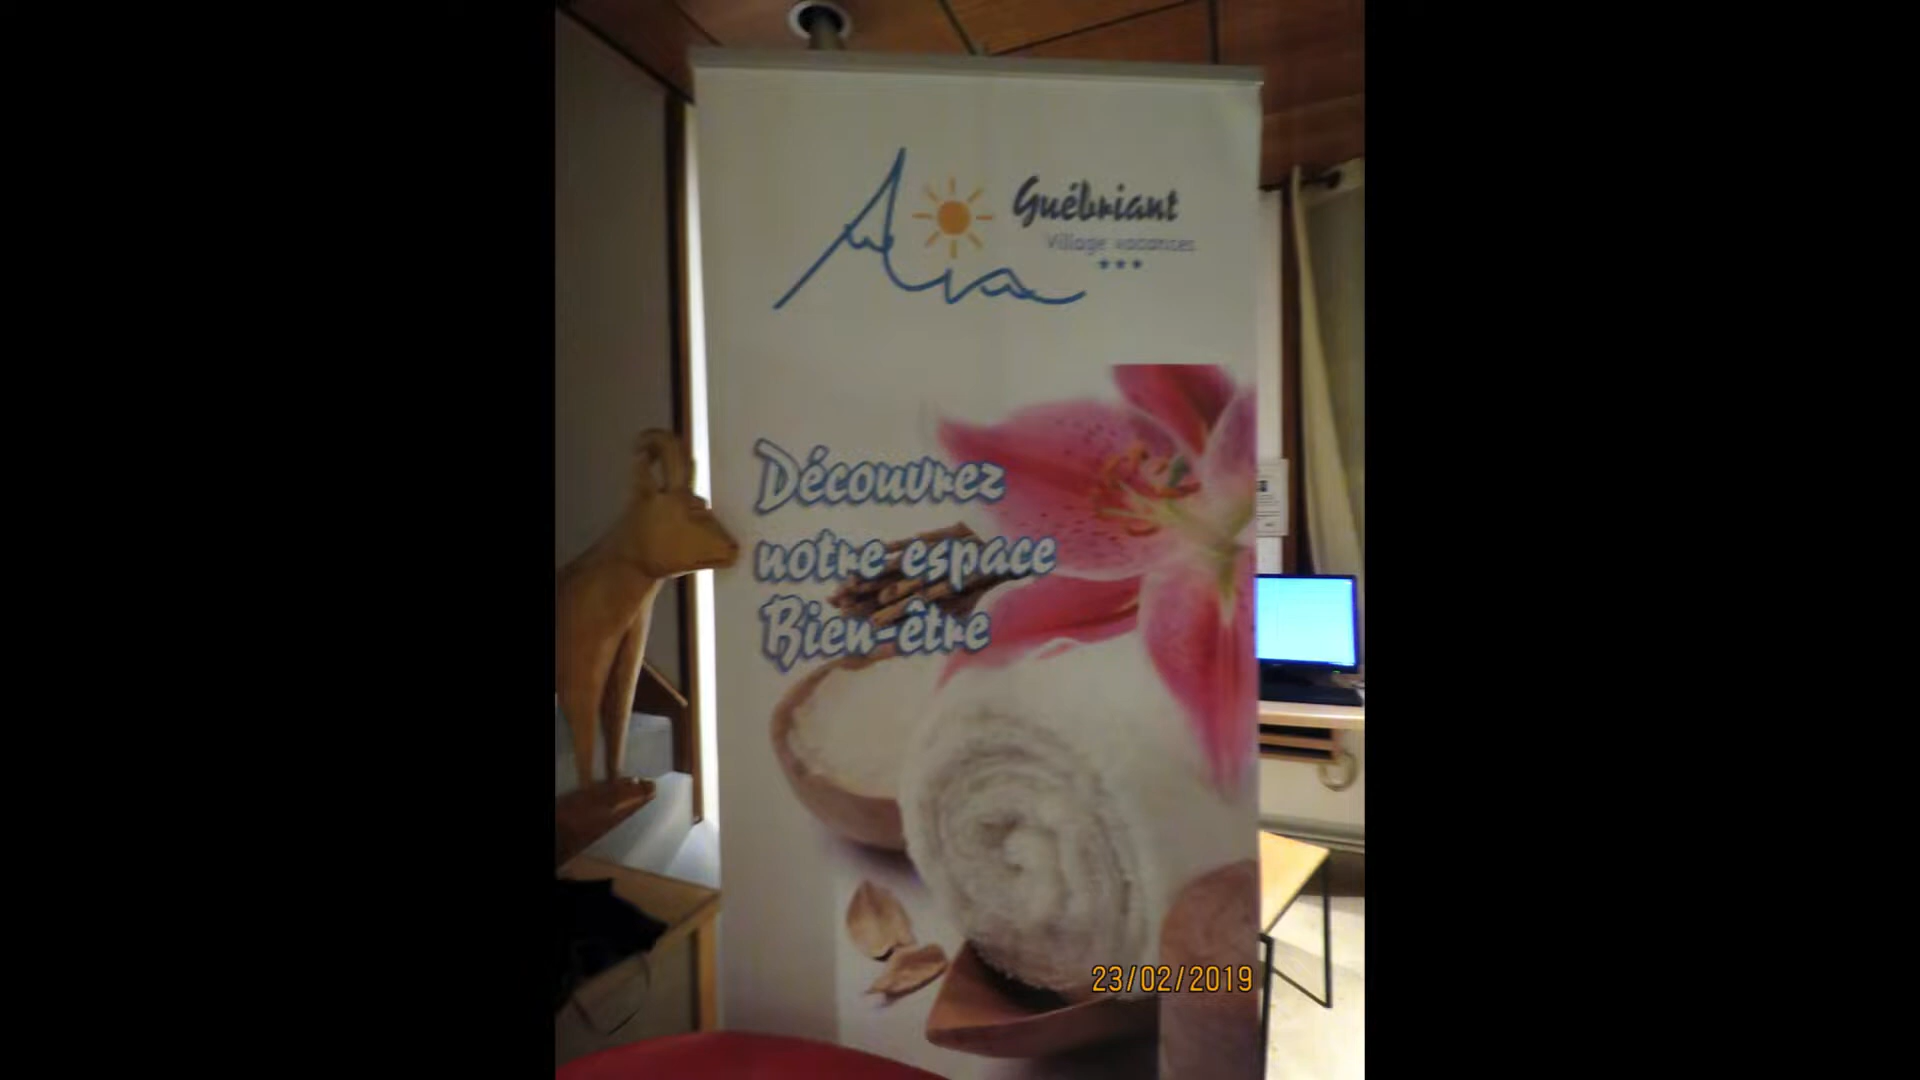 Guébriant
Village vacances
Découvrez
notre espace
Bien-être
23/02/2019